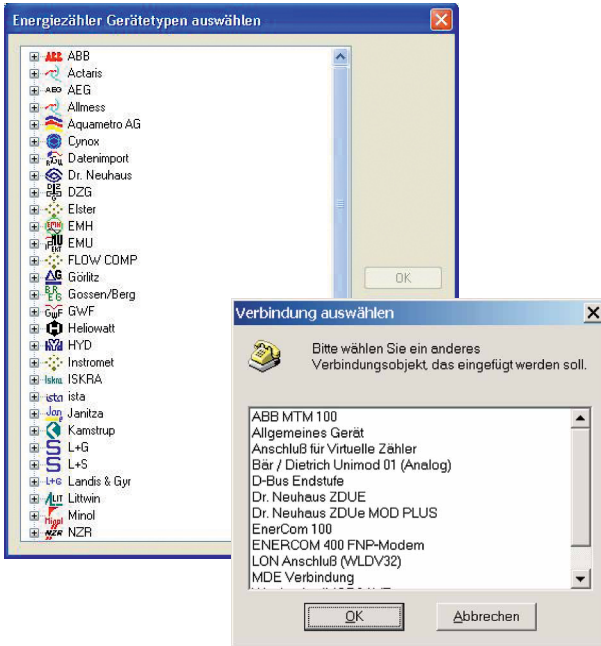 Energiezähler Gerätetypen auswählen
ABB
Actaris
AEG
Allmess
Aquametro AG
Cynox
Datenimport
Dr. Neuhaus
DZG
Elster
EMH
EMU
FLOW COMP
Görlitz
Gossen/Berg
GWF
Heliowatt
HYD
Instromet
ISKRA
ista
Janitza
Kamstrup
L+G
L+S
Landis & Gyr
Littwin
Minol
NZR
OK
Verbindung auswählen
Bitte wählen Sie ein anderes
Verbindungsobjekt, das eingefügt werden soll.
ABB MTM 100
Allgemeines Gerät
Anschluß für Virtuelle Zähler
Bär / Dietrich Unimod 01 (Analog)
D-Bus Endstufe
Dr. Neuhaus ZDUE
Dr. Neuhaus ZDUe MOD PLUS
EnerCom 100
ENERCOM 400 FNP-Modem
LON Anschluß (WLDV32)
MDE Verbindung
OK
Abbrechen